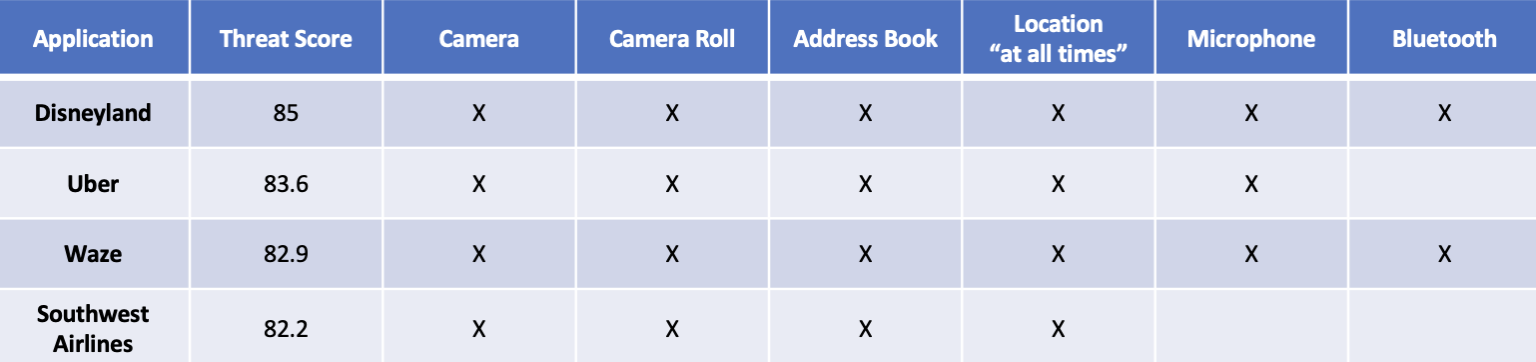 Application Threat Score Camera Camera Roll Address Book Location "at all times" Microphone Bluetooth
Disneyland 85 X X X X X X
Uber 83.6 X X X X X
Waze 82.9 X X X X X X
Southwest Airlines 82.2 X X X X